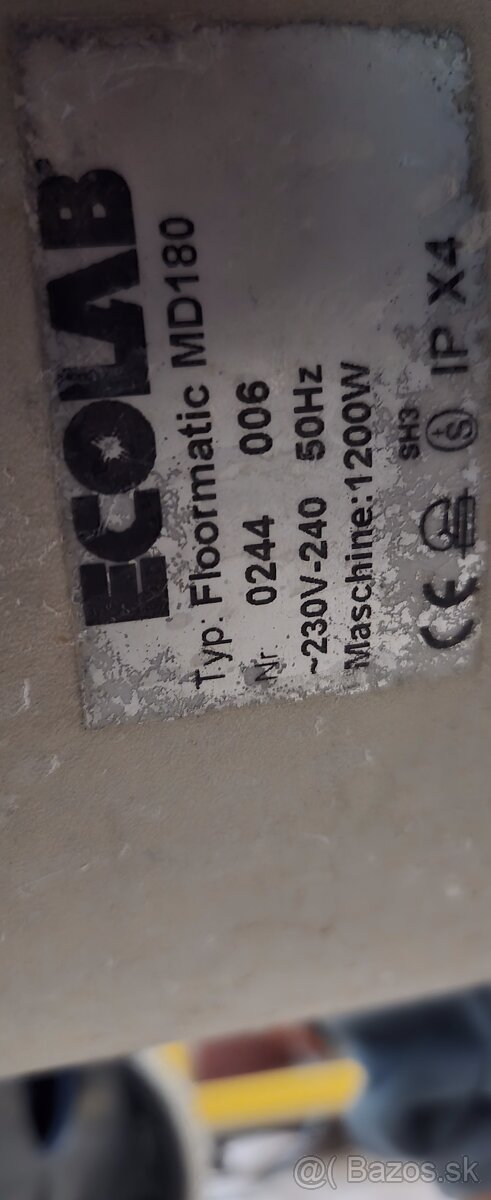 ECOLAB
Typ: Floormatic MD180
Nr 0244 006
~230V-240 50Hz
Maschine:1200W
SH3
CE S IP X4
@( Bazos.sk